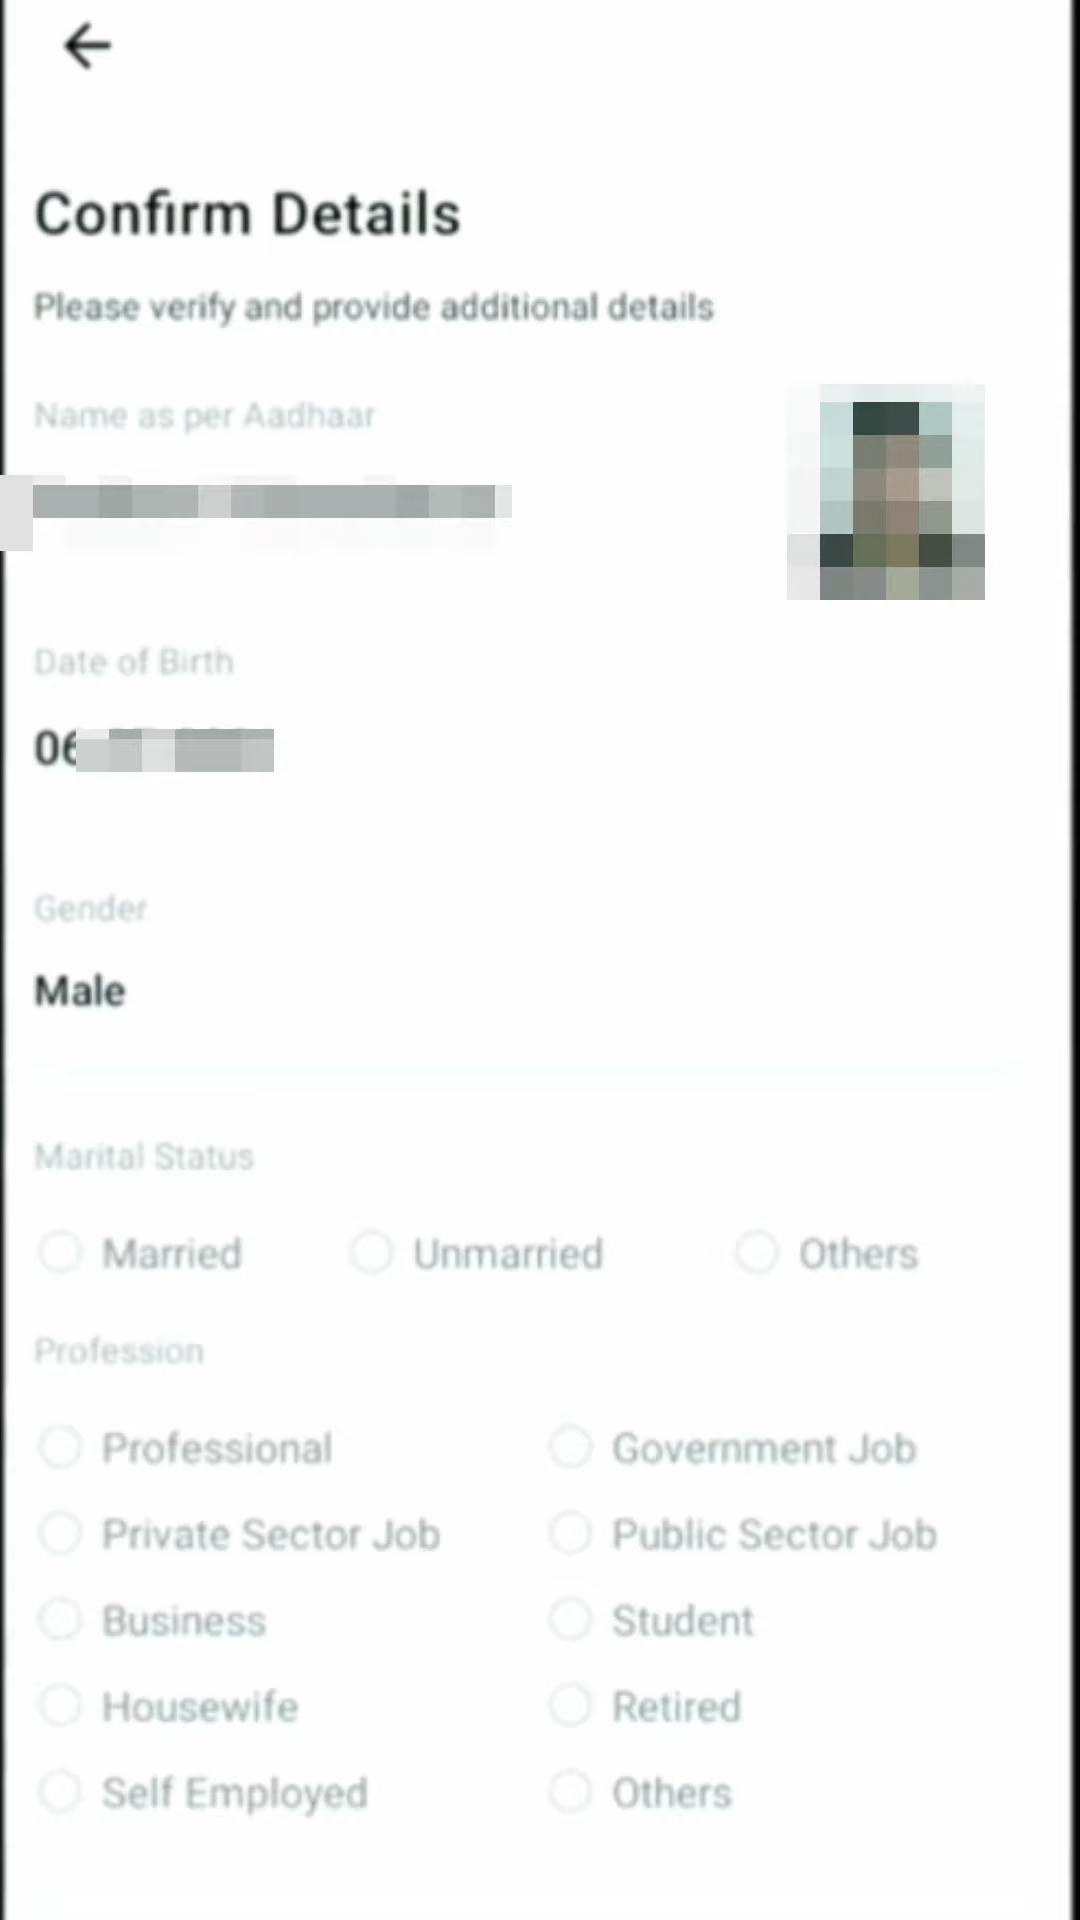 Confirm Details
Please verify and provide additional details
Name as per Aadhaar
Date of Birth
06
Gender
Male
Marital Status
Married Unmarried Others
Profession
Professional Government Job
Private Sector Job Public Sector Job
Business Student
Housewife Retired
Self Employed Others